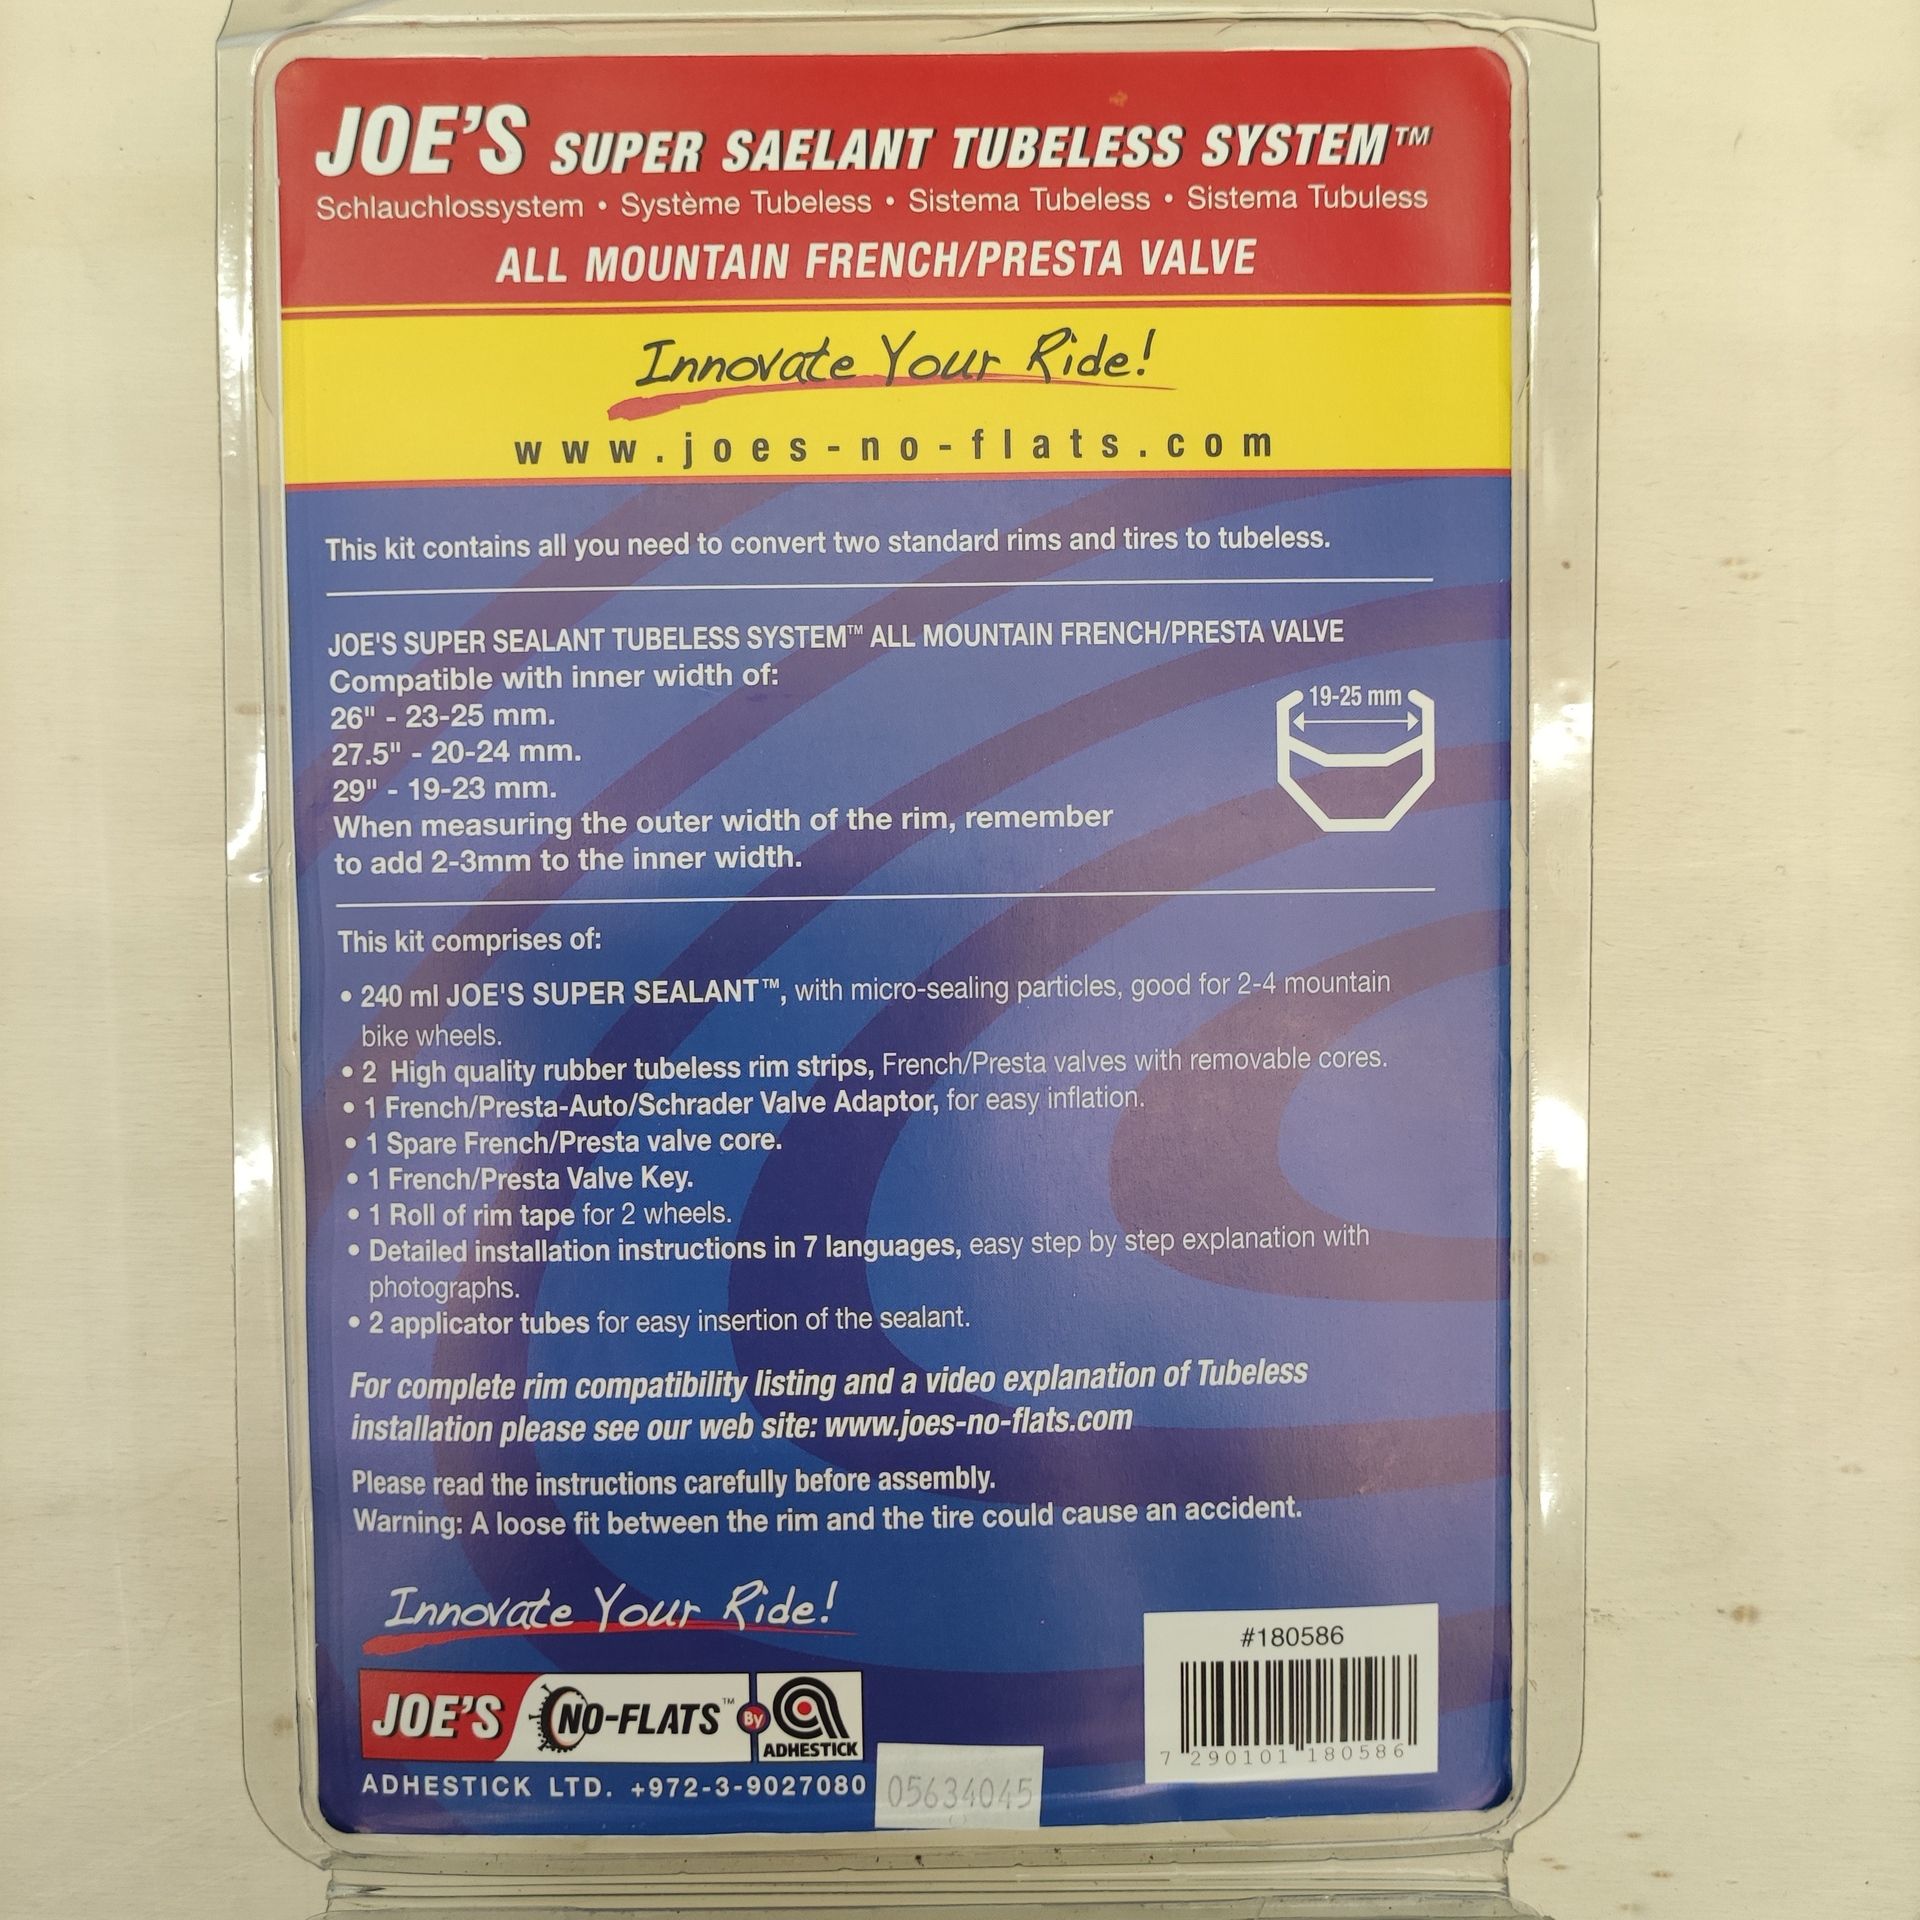 JOE'S SUPER SAELANT TUBELESS SYSTEM™
Schlauchlossystem • Système Tubeless • Sistema Tubeless • Sistema Tubuless
ALL MOUNTAIN FRENCH/PRESTA VALVE
Innovate Your Ride!
www.joes-no-flats.com
This kit contains all you need to convert two standard rims and tires to tubeless.
JOE'S SUPER SEALANT TUBELESS SYSTEM™ ALL MOUNTAIN FRENCH/PRESTA VALVE
Compatible with inner width of:
26" - 23-25 mm.
27.5" - 20-24 mm.
29" - 19-23 mm.
When measuring the outer width of the rim, remember
to add 2-3mm to the inner width.
19-25 mm
This kit comprises of:
• 240 ml JOE'S SUPER SEALANT™, with micro-sealing particles, good for 2-4 mountain
bike wheels.
• 2 High quality rubber tubeless rim strips, French/Presta valves with removable cores.
• 1 French/Presta-Auto/Schrader Valve Adaptor, for easy inflation.
• 1 Spare French/Presta valve core.
• 1 French/Presta Valve Key.
• 1 Roll of rim tape for 2 wheels.
• Detailed installation instructions in 7 languages, easy step by step explanation with
photographs.
• 2 applicator tubes for easy insertion of the sealant.
For complete rim compatibility listing and a video explanation of Tubeless
installation please see our web site: www.joes-no-flats.com
Please read the instructions carefully before assembly.
Warning: A loose fit between the rim and the tire could cause an accident.
Innovate Your Ride!
JOE'S NO-FLATS™ By ADHESTICK
ADHESTICK LTD. +972-3-9027080
05634045
#180586
7 290101 180586